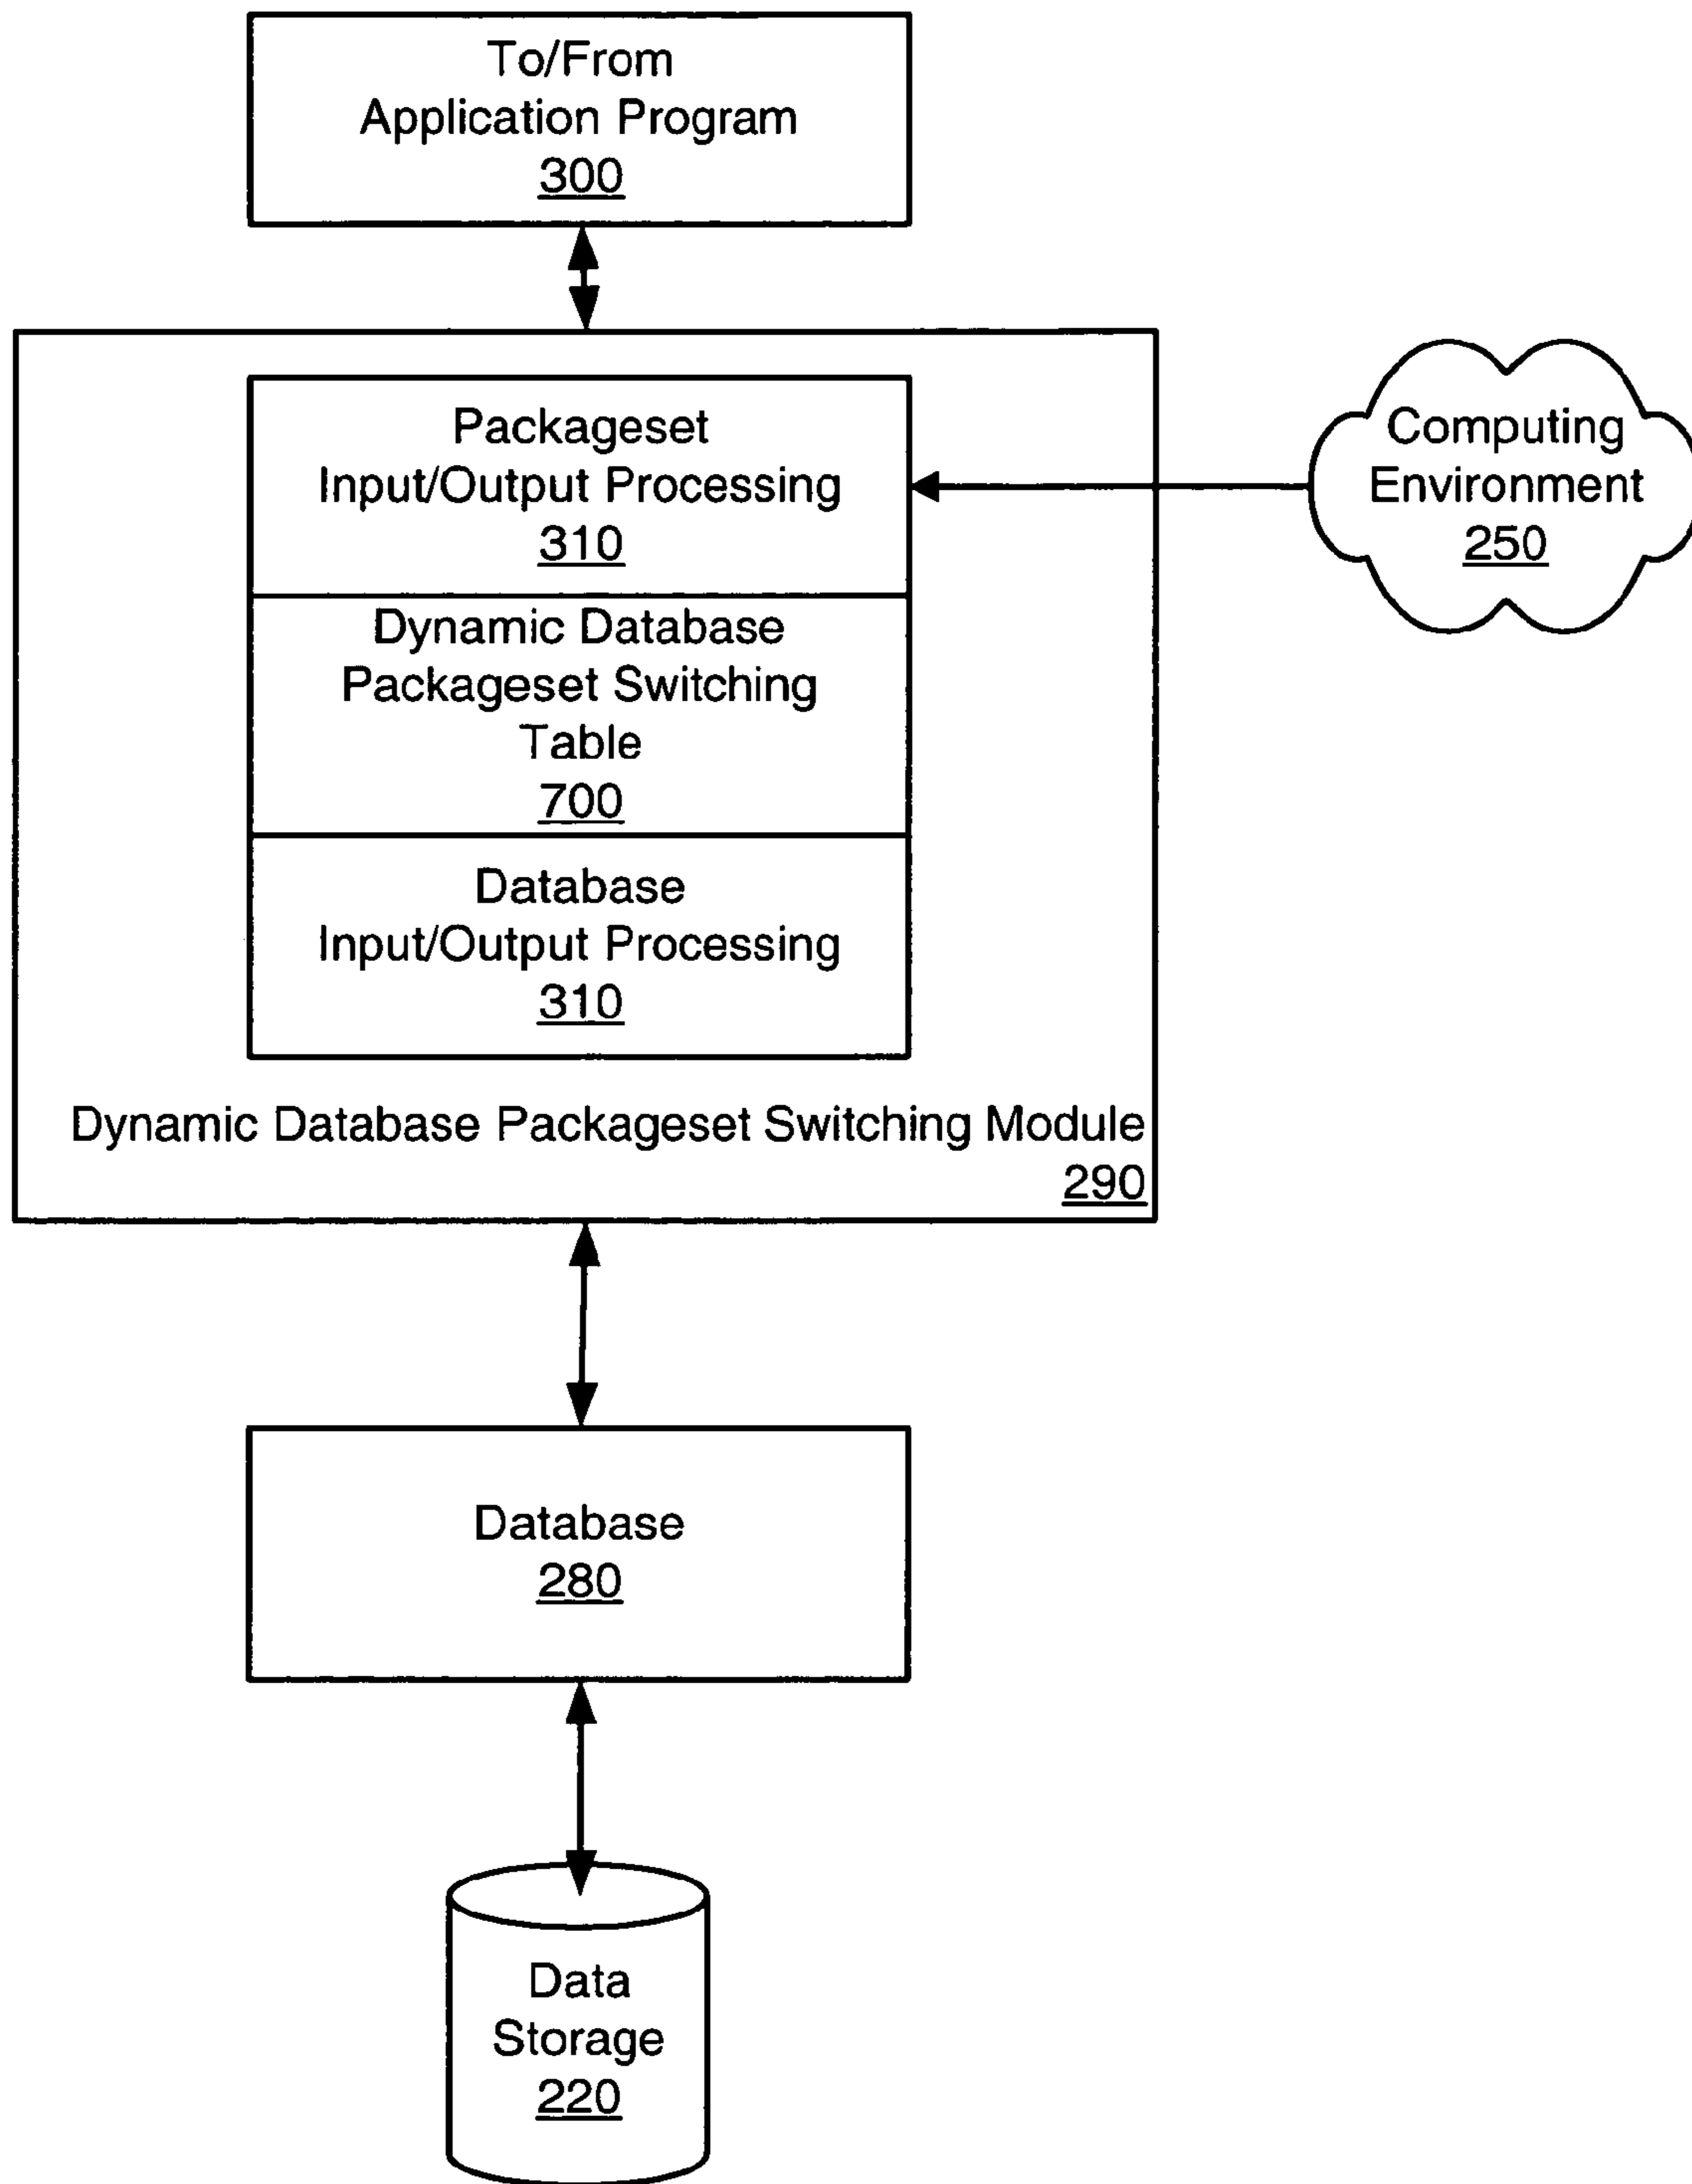 To/From
Application Program
300
Packageset
Input/Output Processing
310
Computing
Environment
250
Dynamic Database
Packageset Switching
Table
700
Database
Input/Output Processing
310
Dynamic Database Packageset Switching Module
290
Database
280
Data
Storage
220